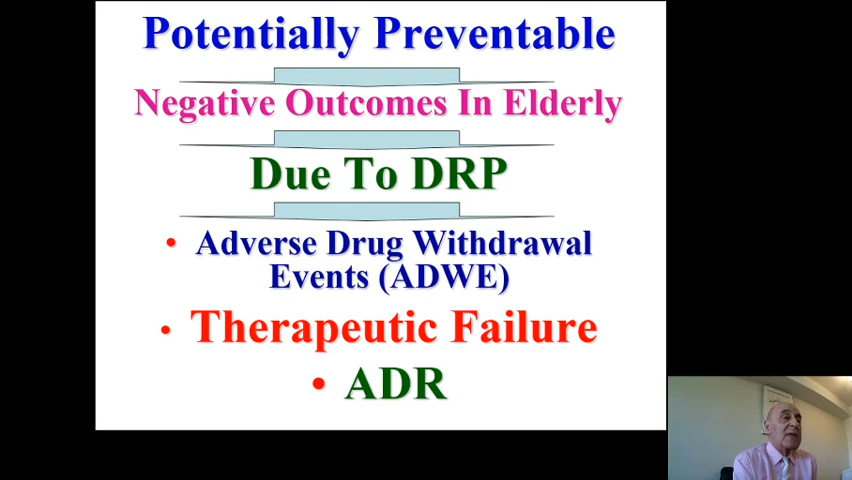 Potentially Preventable
Negative Outcomes In Elderly
Due To DRP
• Adverse Drug Withdrawal
Events (ADWE)
• Therapeutic Failure
• ADR